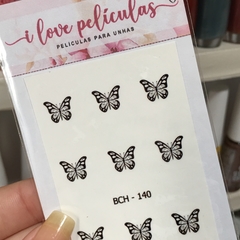 i love películas
PELÍCULAS PARA UNHAS
BCH - 140